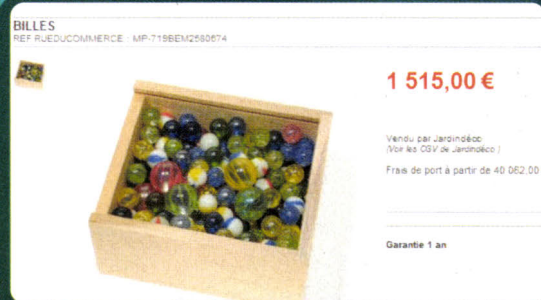 BILLES
REF RUEDUCOMMERCE : MP-719BEM2580674
1 515,00 €
Vendu par Jardindéco
(Voir les CGV de Jardindéco )
Frais de port à partir de 40 062,00
Garantie 1 an